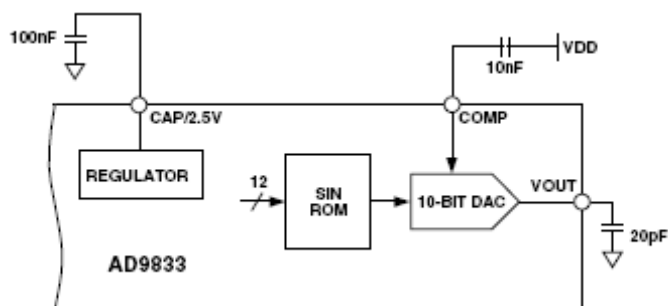 100nF
10nF
VDD
CAP/2.5V
COMP
REGULATOR
12
SIN
ROM
10-BIT DAC
VOUT
20pF
AD9833